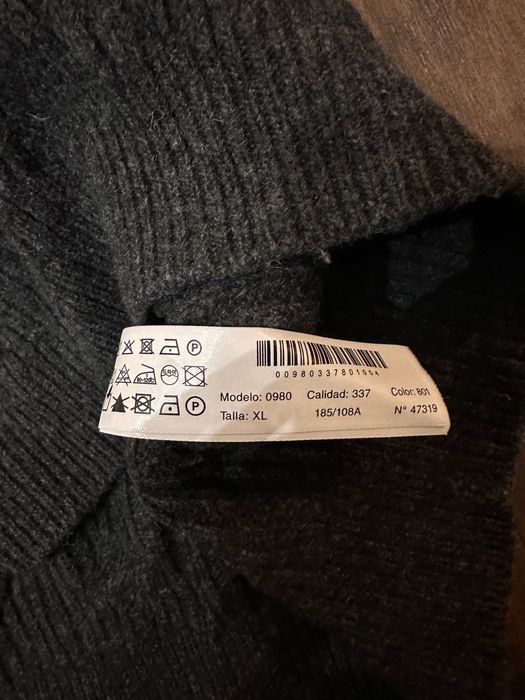 P
00980337801054
Modelo: 0980 Calidad: 337 Color: 801
Talla: XL 185/108A Nº 47319
P